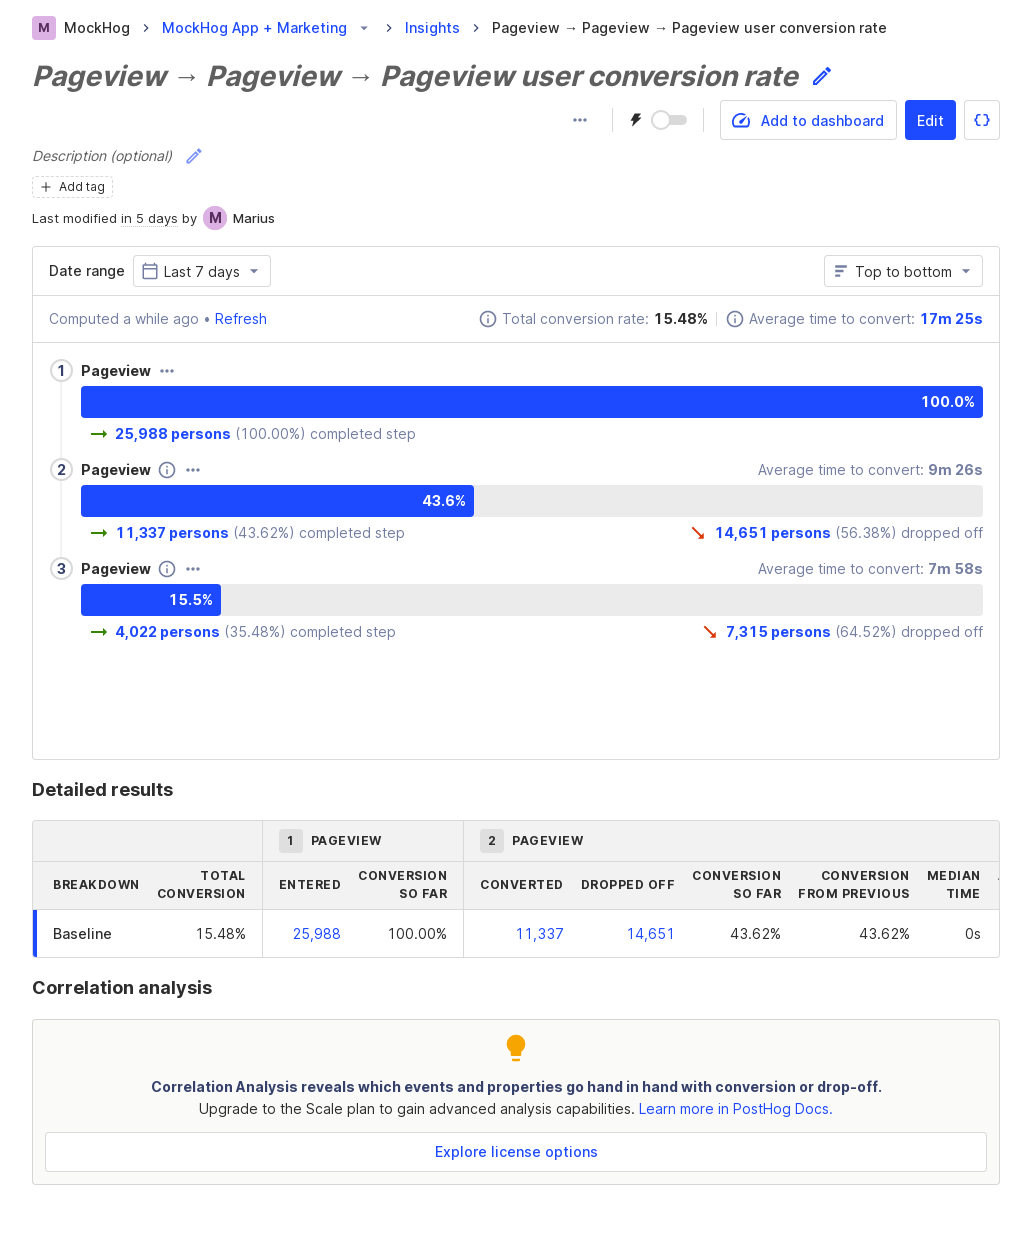 M MockHog MockHog App + Marketing Insights Pageview → Pageview → Pageview user conversion rate
Pageview → Pageview → Pageview user conversion rate
Add to dashboard Edit {}
Description (optional)
+ Add tag
Last modified in 5 days by M Marius
Date range Last 7 days Top to bottom
Computed a while ago • Refresh Total conversion rate: 15.48% Average time to convert: 17m 25s
1 Pageview
100.0%
25,988 persons (100.00%) completed step
2 Pageview Average time to convert: 9m 26s
43.6%
11,337 persons (43.62%) completed step 14,651 persons (56.38%) dropped off
3 Pageview Average time to convert: 7m 58s
15.5%
4,022 persons (35.48%) completed step 7,315 persons (64.52%) dropped off
Detailed results
1 PAGEVIEW 2 PAGEVIEW
BREAKDOWN TOTAL CONVERSION ENTERED CONVERSION SO FAR CONVERTED DROPPED OFF CONVERSION SO FAR CONVERSION FROM PREVIOUS MEDIAN TIME
Baseline 15.48% 25,988 100.00% 11,337 14,651 43.62% 43.62% 0s
Correlation analysis
Correlation Analysis reveals which events and properties go hand in hand with conversion or drop-off.
Upgrade to the Scale plan to gain advanced analysis capabilities. Learn more in PostHog Docs.
Explore license options